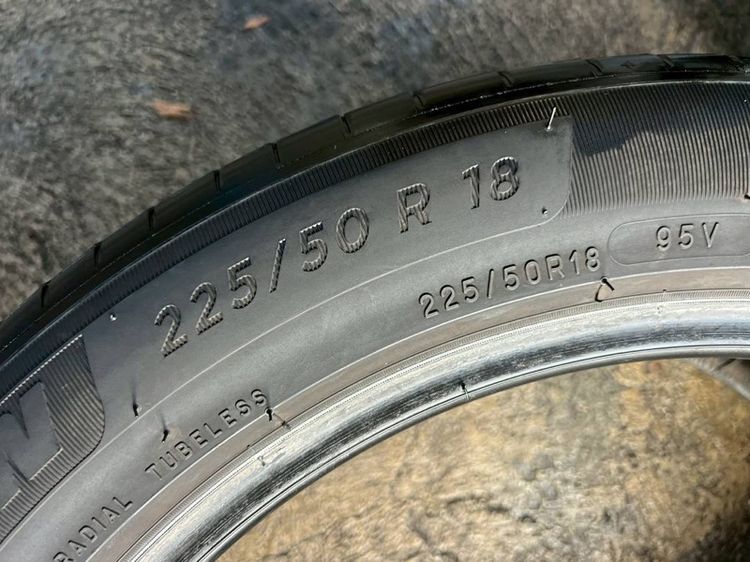 225/50 R 18
225/50R18 95V
RADIAL TUBELESS